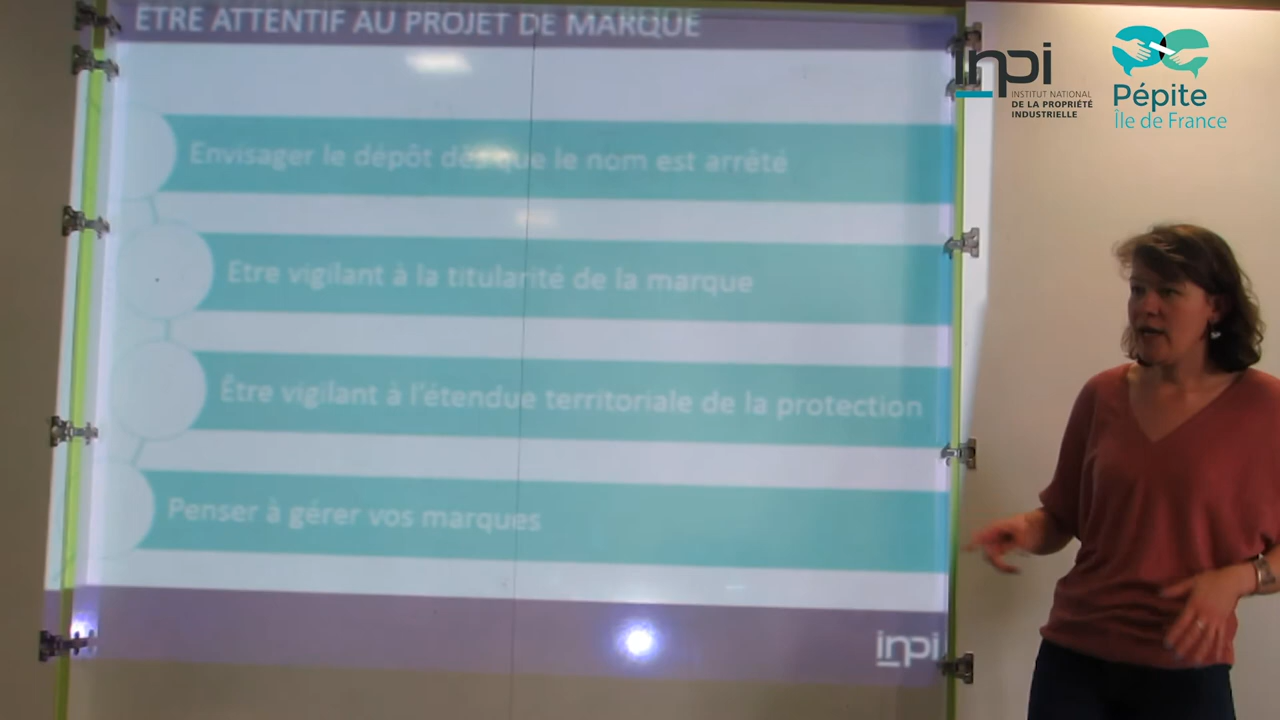 ETRE ATTENTIF AU PROJET DE MARQUE
Envisager le dépôt dès que le nom est arrêté
Etre vigilant à la titularité de la marque
Être vigilant à l'étendue territoriale de la protection
Penser à gérer vos marques
inpi
inpi
INSTITUT NATIONAL
DE LA PROPRIÉTÉ
INDUSTRIELLE
Pépite
Île de France